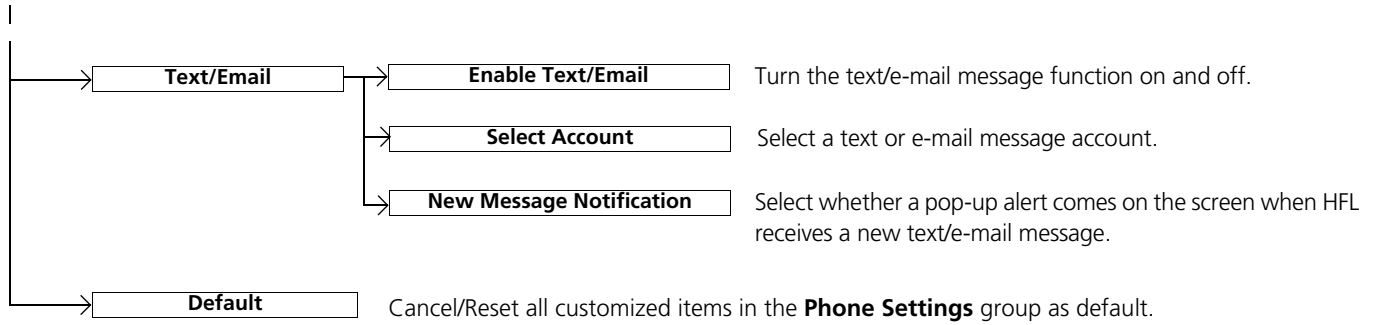 Text/Email
Enable Text/Email
Turn the text/e-mail message function on and off.
Select Account
Select a text or e-mail message account.
New Message Notification
Select whether a pop-up alert comes on the screen when HFL
receives a new text/e-mail message.
Default
Cancel/Reset all customized items in the Phone Settings group as default.